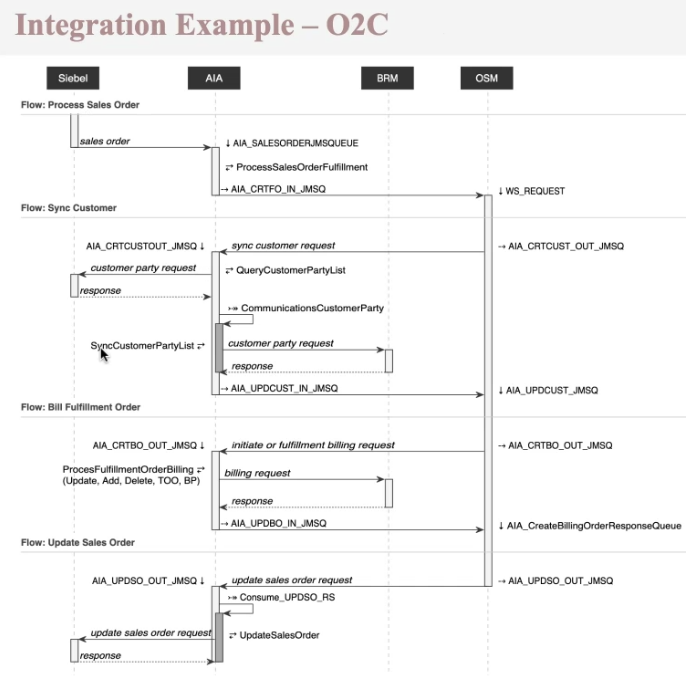 Integration Example – O2C
Siebel AIA BRM OSM
Flow: Process Sales Order
sales order ↓ AIA_SALESORDERJMSQUEUE
⇄ ProcessSalesOrderFulfillment
→ AIA_CRTFO_IN_JMSQ ↓ WS_REQUEST
Flow: Sync Customer
AIA_CRTCUSTOUT_JMSQ ↓ sync customer request → AIA_CRTCUST_OUT_JMSQ
customer party request ⇄ QueryCustomerPartyList
response
↣ CommunicationsCustomerParty
SyncCustomerPartyList ⇄ customer party request
response
→ AIA_UPDCUST_IN_JMSQ ↓ AIA_UPDCUST_JMSQ
Flow: Bill Fulfillment Order
AIA_CRTBO_OUT_JMSQ ↓ initiate or fulfillment billing request → AIA_CRTBO_OUT_JMSQ
ProcesFulfillmentOrderBilling ⇄ billing request
(Update, Add, Delete, TOO, BP)
response
→ AIA_UPDBO_IN_JMSQ ↓ AIA_CreateBillingOrderResponseQueue
Flow: Update Sales Order
AIA_UPDSO_OUT_JMSQ ↓ update sales order request → AIA_UPDSO_OUT_JMSQ
↣ Consume_UPDSO_RS
update sales order request ⇄ UpdateSalesOrder
response